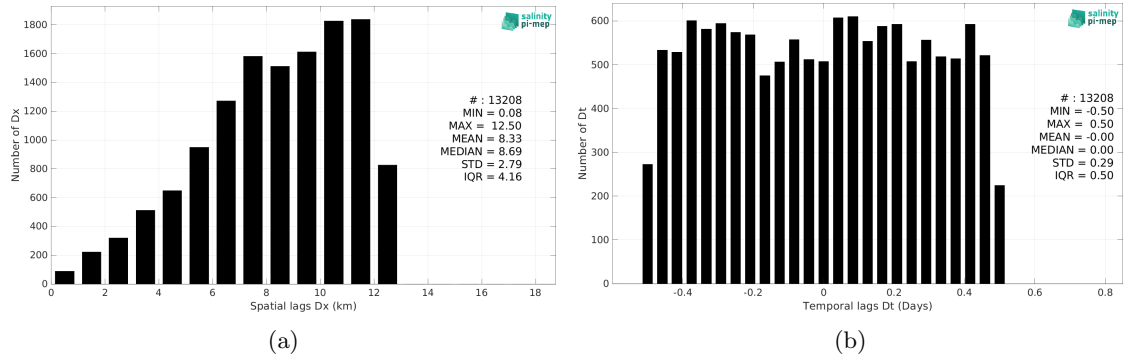 1800
1600
1400
1200
1000
800
600
400
200
0
Number of Dx
0 2 4 6 8 10 12 14 16 18
Spatial lags Dx (km)
salinity
pi-mep
# : 13208
MIN = 0.08
MAX = 12.50
MEAN = 8.33
MEDIAN = 8.69
STD = 2.79
IQR = 4.16
(a)
600
500
400
300
200
100
0
Number of Dt
-0.4 -0.2 0 0.2 0.4 0.6 0.8
Temporal lags Dt (Days)
salinity
pi-mep
# : 13208
MIN = -0.50
MAX = 0.50
MEAN = -0.00
MEDIAN = 0.00
STD = 0.29
IQR = 0.50
(b)